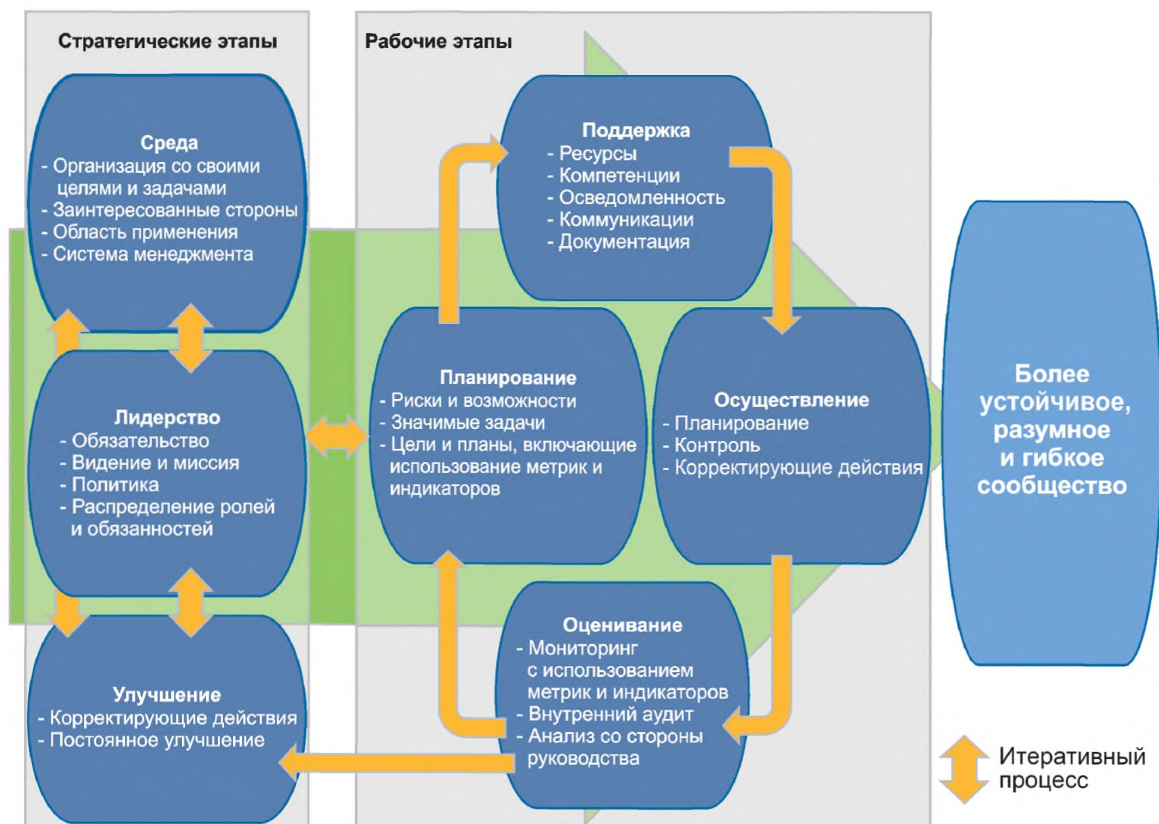 Стратегические этапы
Среда
- Организация со своими
целями и задачами
- Заинтересованные стороны
- Область применения
- Система менеджмента
Лидерство
- Обязательство
- Видение и миссия
- Политика
- Распределение ролей
и обязанностей
Улучшение
- Корректирующие действия
- Постоянное улучшение
Рабочие этапы
Поддержка
- Ресурсы
- Компетенции
- Осведомленность
- Коммуникации
- Документация
Планирование
- Риски и возможности
- Значимые задачи
- Цели и планы, включающие
использование метрик и
индикаторов
Осуществление
- Планирование
- Контроль
- Корректирующие действия
Оценивание
- Мониторинг
с использованием
метрик и индикаторов
- Внутренний аудит
- Анализ со стороны
руководства
Более
устойчивое,
разумное
и гибкое
сообщество
Итеративный
процесс